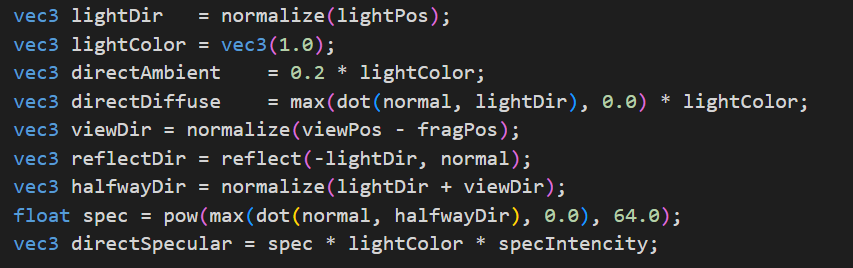 vec3 lightDir   = normalize(lightPos);
vec3 lightColor = vec3(1.0);
vec3 directAmbient    = 0.2 * lightColor;
vec3 directDiffuse    = max(dot(normal, lightDir), 0.0) * lightColor;
vec3 viewDir = normalize(viewPos - fragPos);
vec3 reflectDir = reflect(-lightDir, normal);
vec3 halfwayDir = normalize(lightDir + viewDir);
float spec = pow(max(dot(normal, halfwayDir), 0.0), 64.0);
vec3 directSpecular = spec * lightColor * specIntencity;